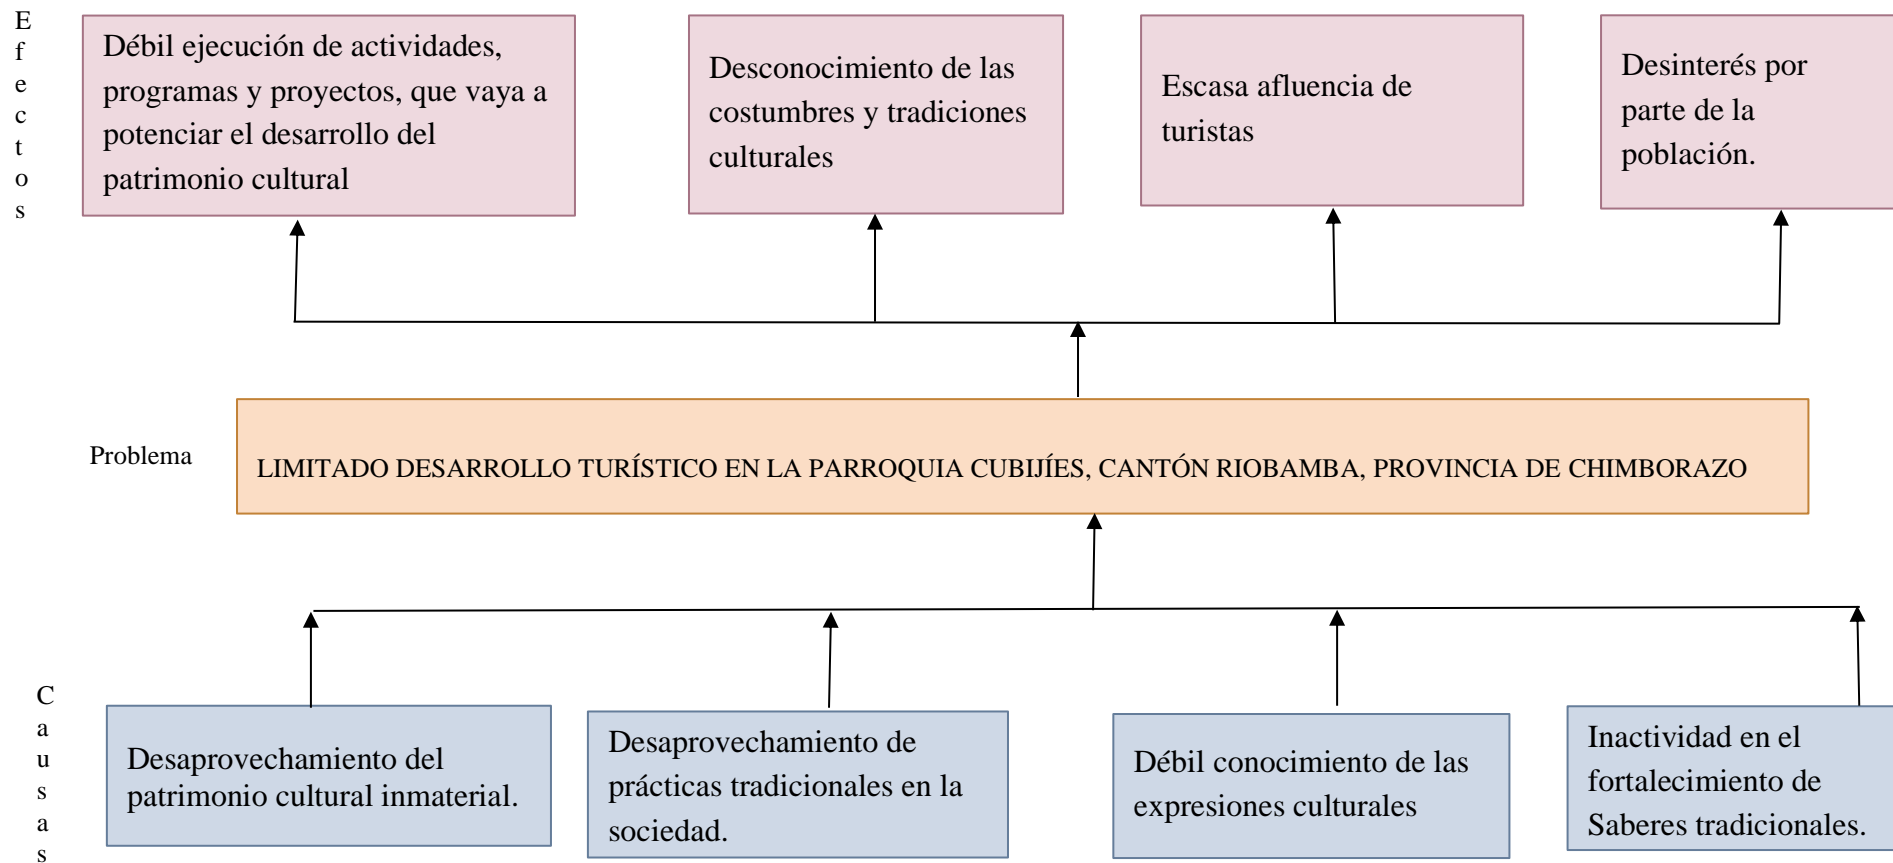 Efectos
Débil ejecución de actividades,
programas y proyectos, que vaya a
potenciar el desarrollo del
patrimonio cultural
Desconocimiento de las
costumbres y tradiciones
culturales
Escasa afluencia de
turistas
Desinterés por
parte de la
población.
Problema
LIMITADO DESARROLLO TURÍSTICO EN LA PARROQUIA CUBIJÍES, CANTÓN RIOBAMBA, PROVINCIA DE CHIMBORAZO
Causas
Desaprovechamiento del
patrimonio cultural inmaterial.
Desaprovechamiento de
prácticas tradicionales en la
sociedad.
Débil conocimiento de las
expresiones culturales
Inactividad en el
fortalecimiento de
Saberes tradicionales.